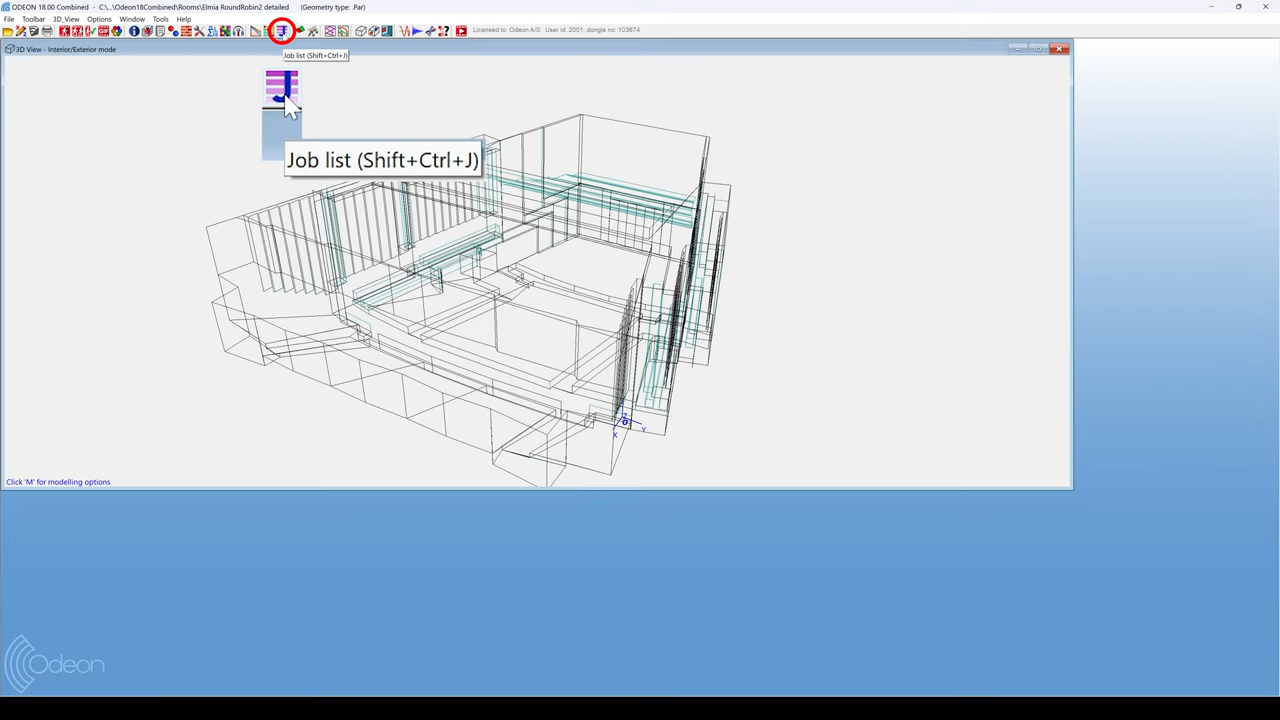 ODEON 18.00 Combined - C:\,..\Odeon18Combined\Rooms\Elmia RoundRobin2 detailed (Geometry type: .Par)
File Toolbar 3D_View Options Window Tools Help
Licensed to: Odeon A/S User id: 2001, dongle no: 103674
3D View - Interior/Exterior mode
Job list (Shift+Ctrl+J)
Job list (Shift+Ctrl+J)
Z
O
Y
X
Click 'M' for modelling options
Odeon